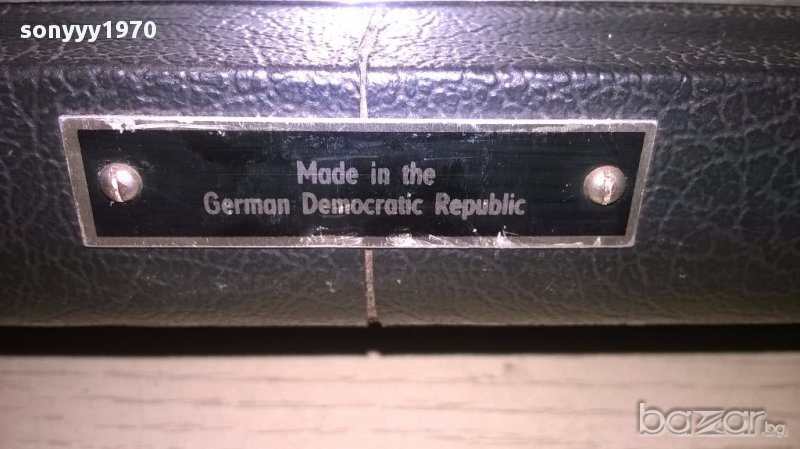 sonyyy1970
Made in the
German Democratic Republic
bazar.bg